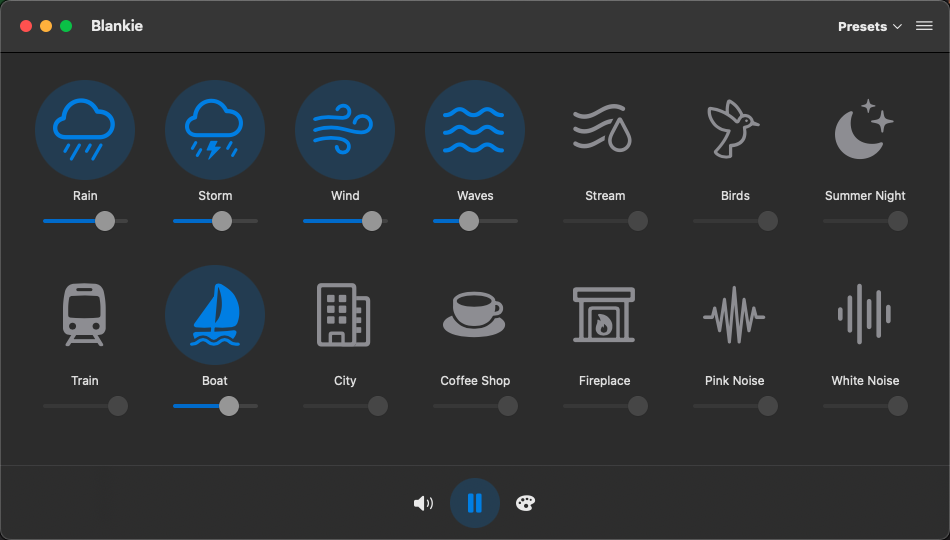 Blankie
Presets
Rain
Storm
Wind
Waves
Stream
Birds
Summer Night
Train
Boat
City
Coffee Shop
Fireplace
Pink Noise
White Noise